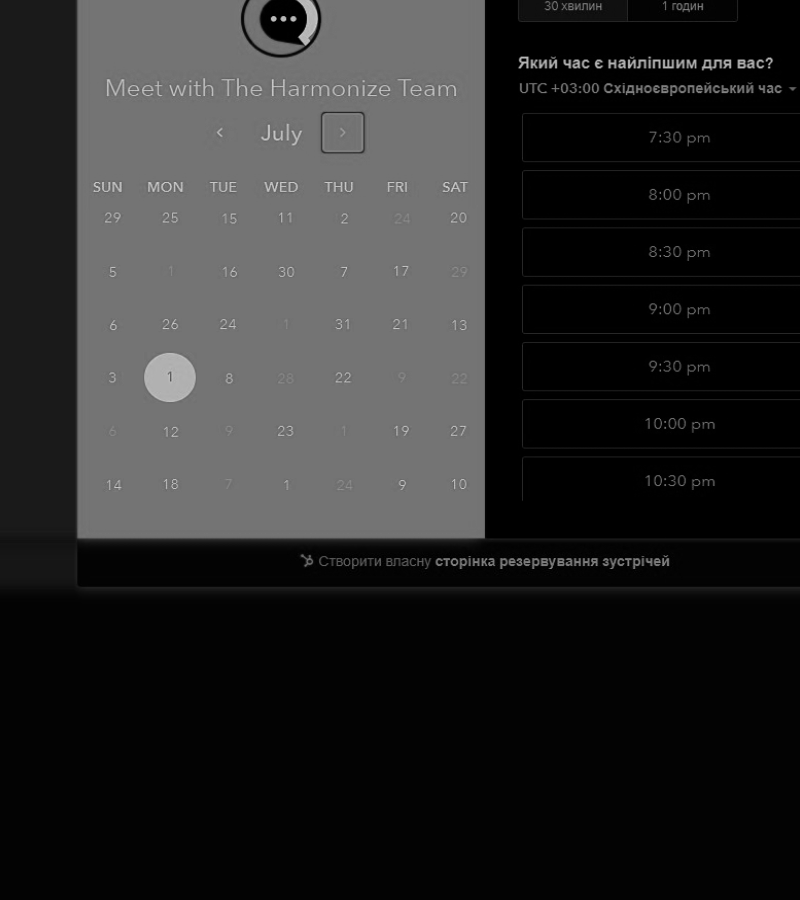 30 хвилин 1 годин
Meet with The Harmonize Team
July
SUN MON TUE WED THU FRI SAT
29 25 15 11 2 24 20
5 1 16 30 7 17 29
6 26 24 1 31 21 13
3 1 8 28 22 9 22
6 12 9 23 1 19 27
14 18 7 1 24 9 10
Який час є найліпшим для вас?
UTC +03:00 Східноєвропейський час
7:30 pm
8:00 pm
8:30 pm
9:00 pm
9:30 pm
10:00 pm
10:30 pm
Створити власну сторінка резервування зустрічей